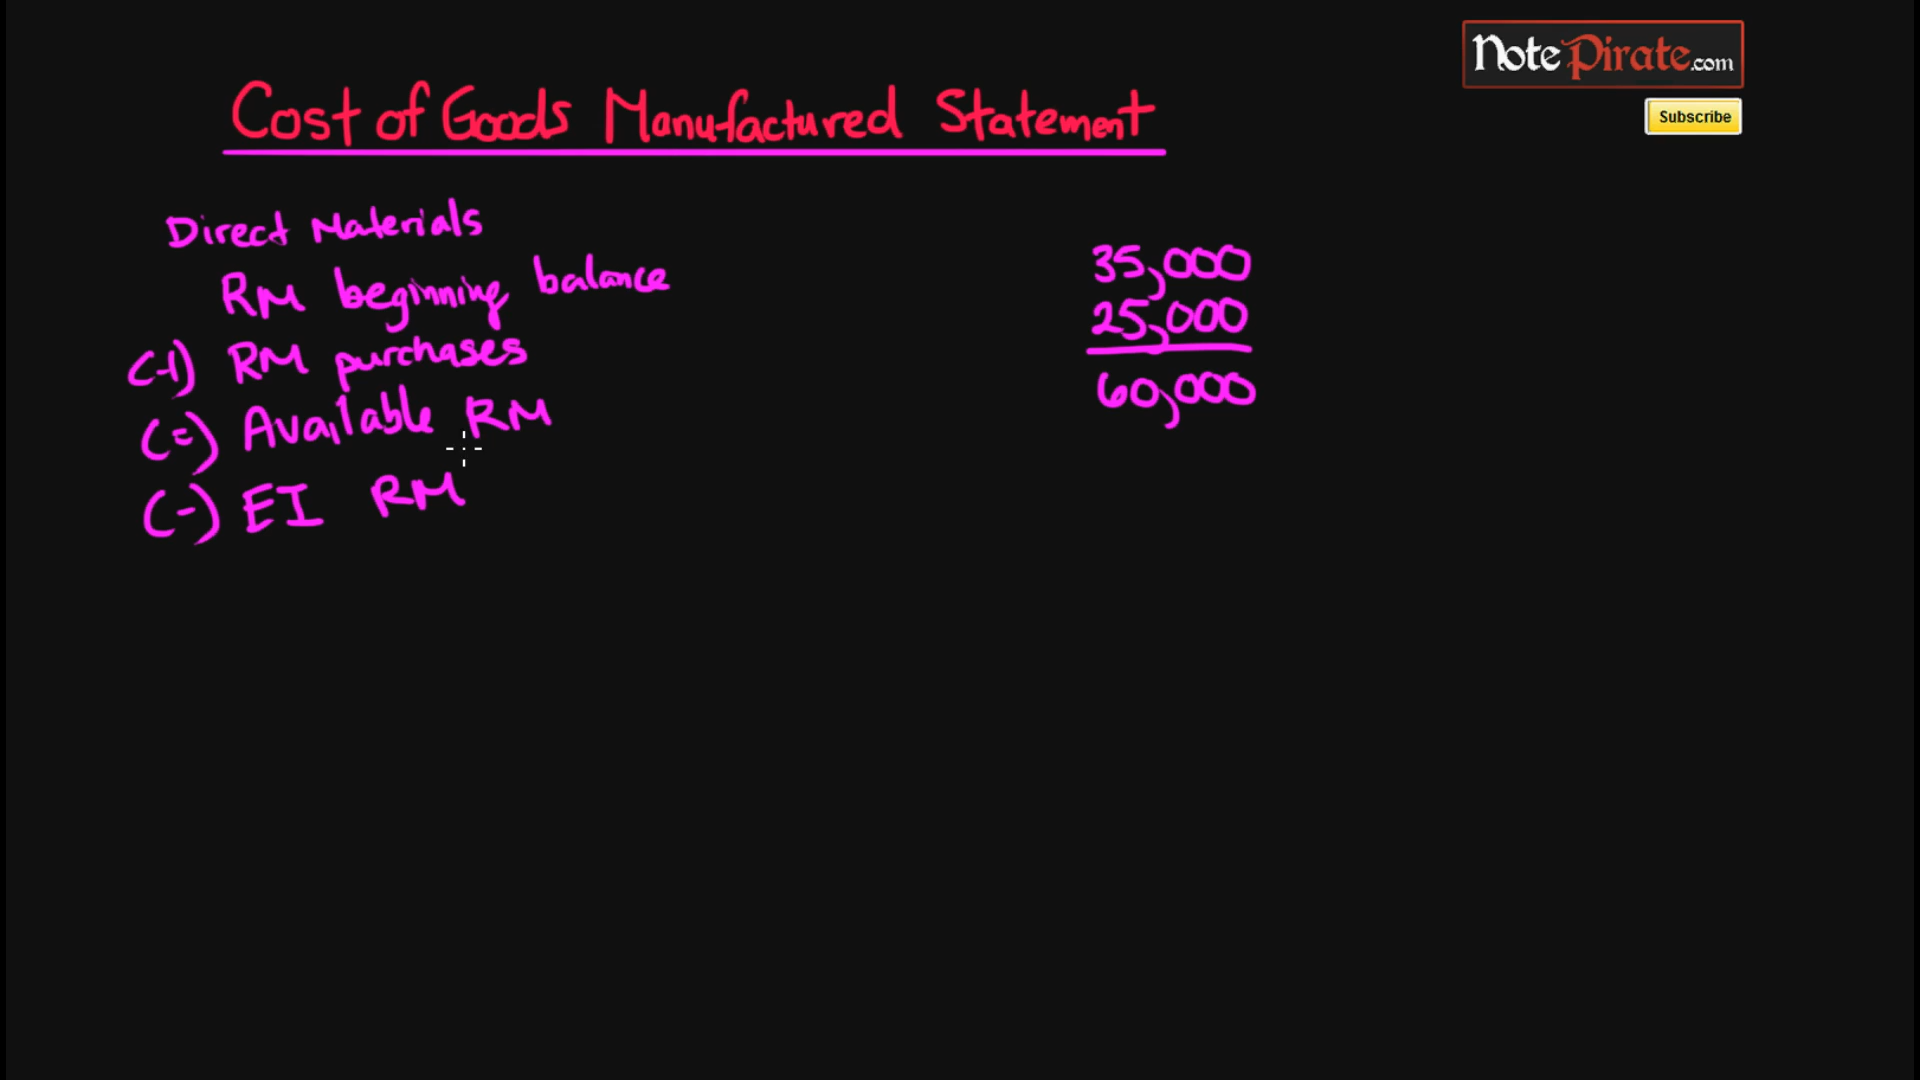 NotePirate.com
Subscribe
Cost of Goods Manufactured Statement
Direct Materials
RM beginning balance 35,000
(+) RM purchases 25,000
(=) Available RM 60,000
(-) EI RM